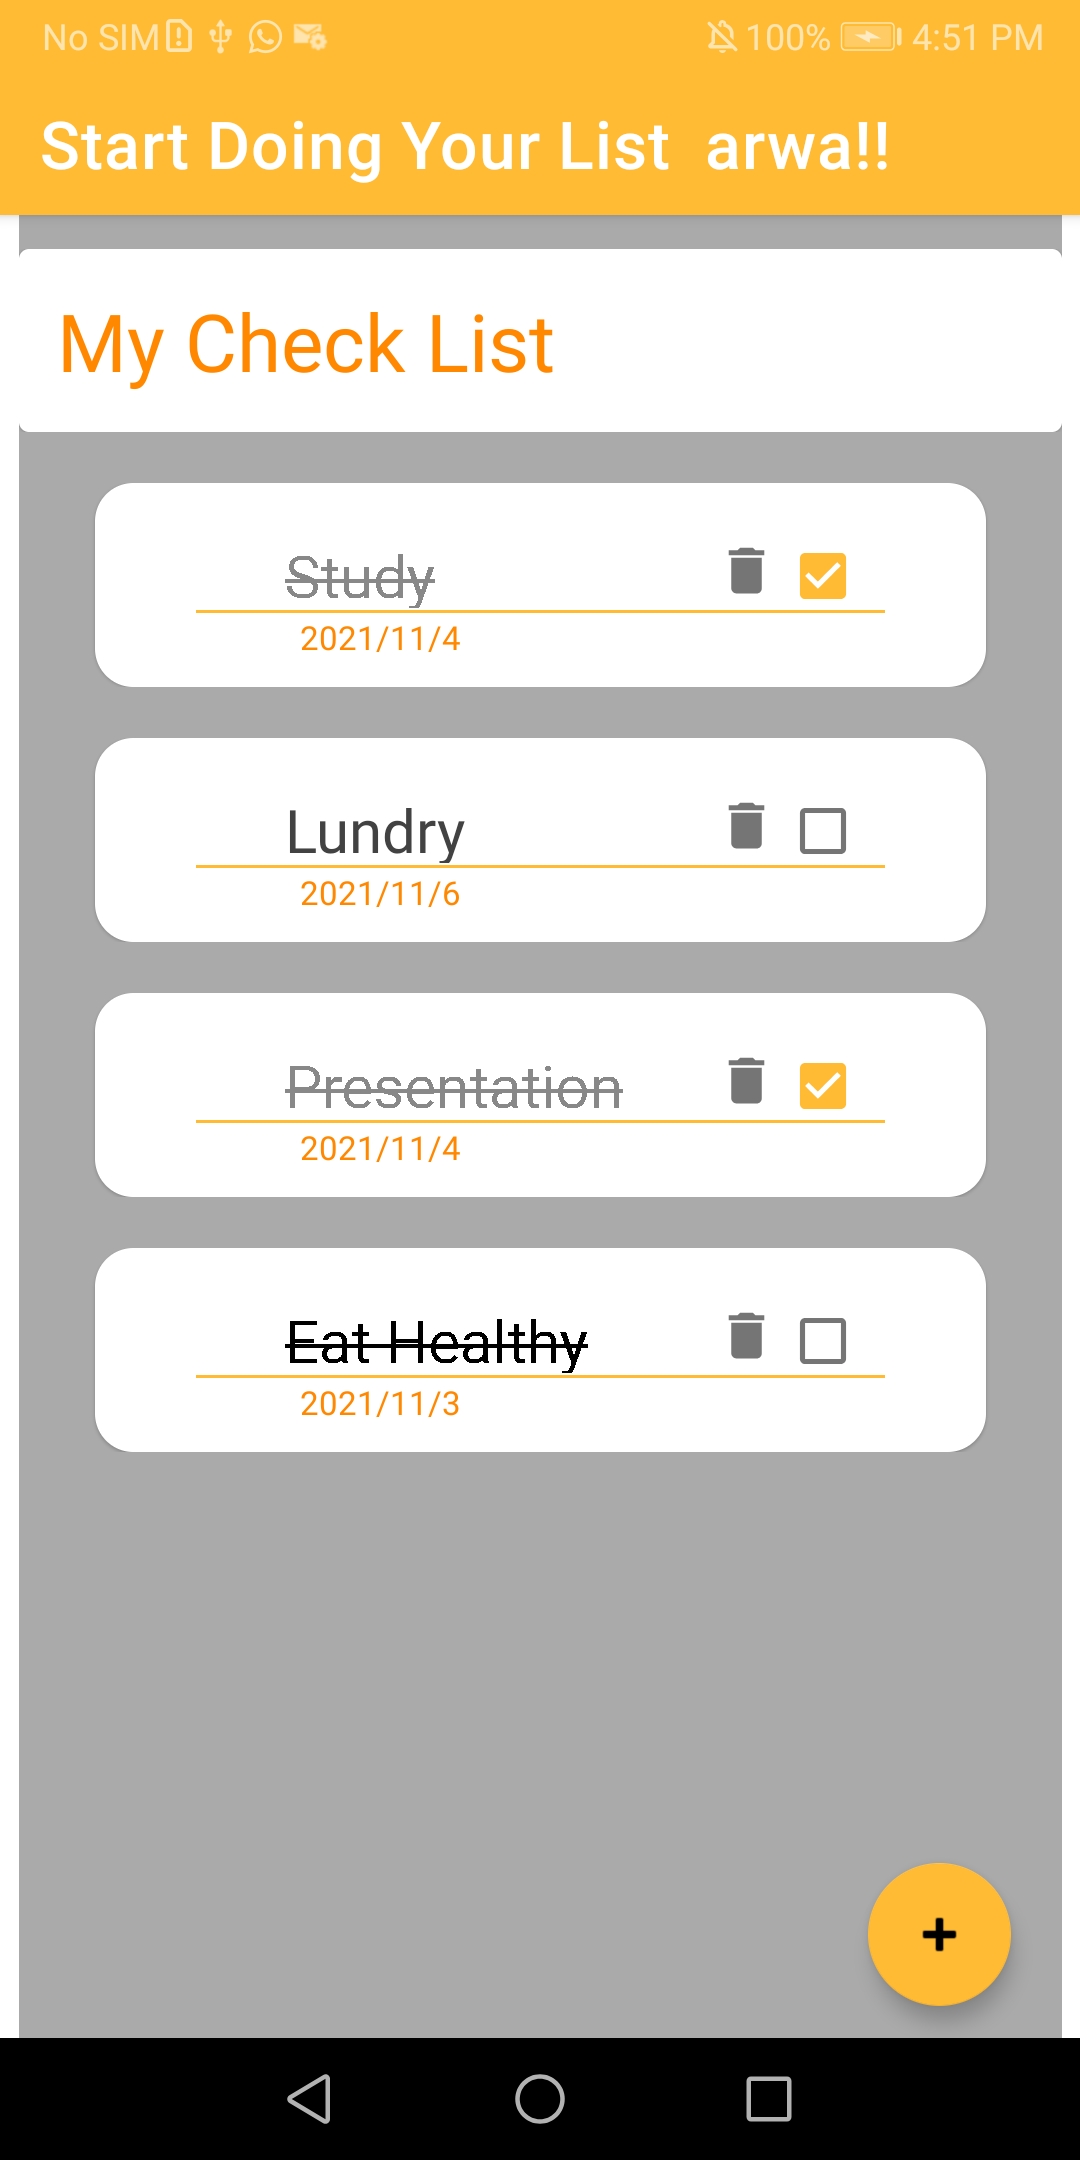 No SIM 100% 4:51 PM
Start Doing Your List arwa!!
My Check List
Study
2021/11/4
Lundry
2021/11/6
Presentation
2021/11/4
Eat Healthy
2021/11/3
+